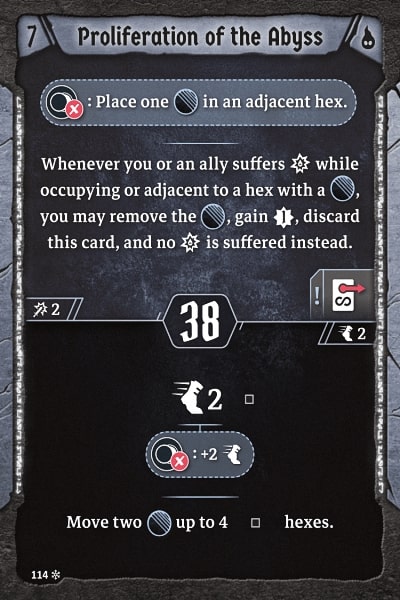 7 Proliferation of the Abyss
: Place one in an adjacent hex.
Whenever you or an ally suffers while
occupying or adjacent to a hex with a ,
you may remove the , gain 1 , discard
this card, and no is suffered instead.
! S
2 38 2
2
: +2
Move two up to 4 hexes.
114